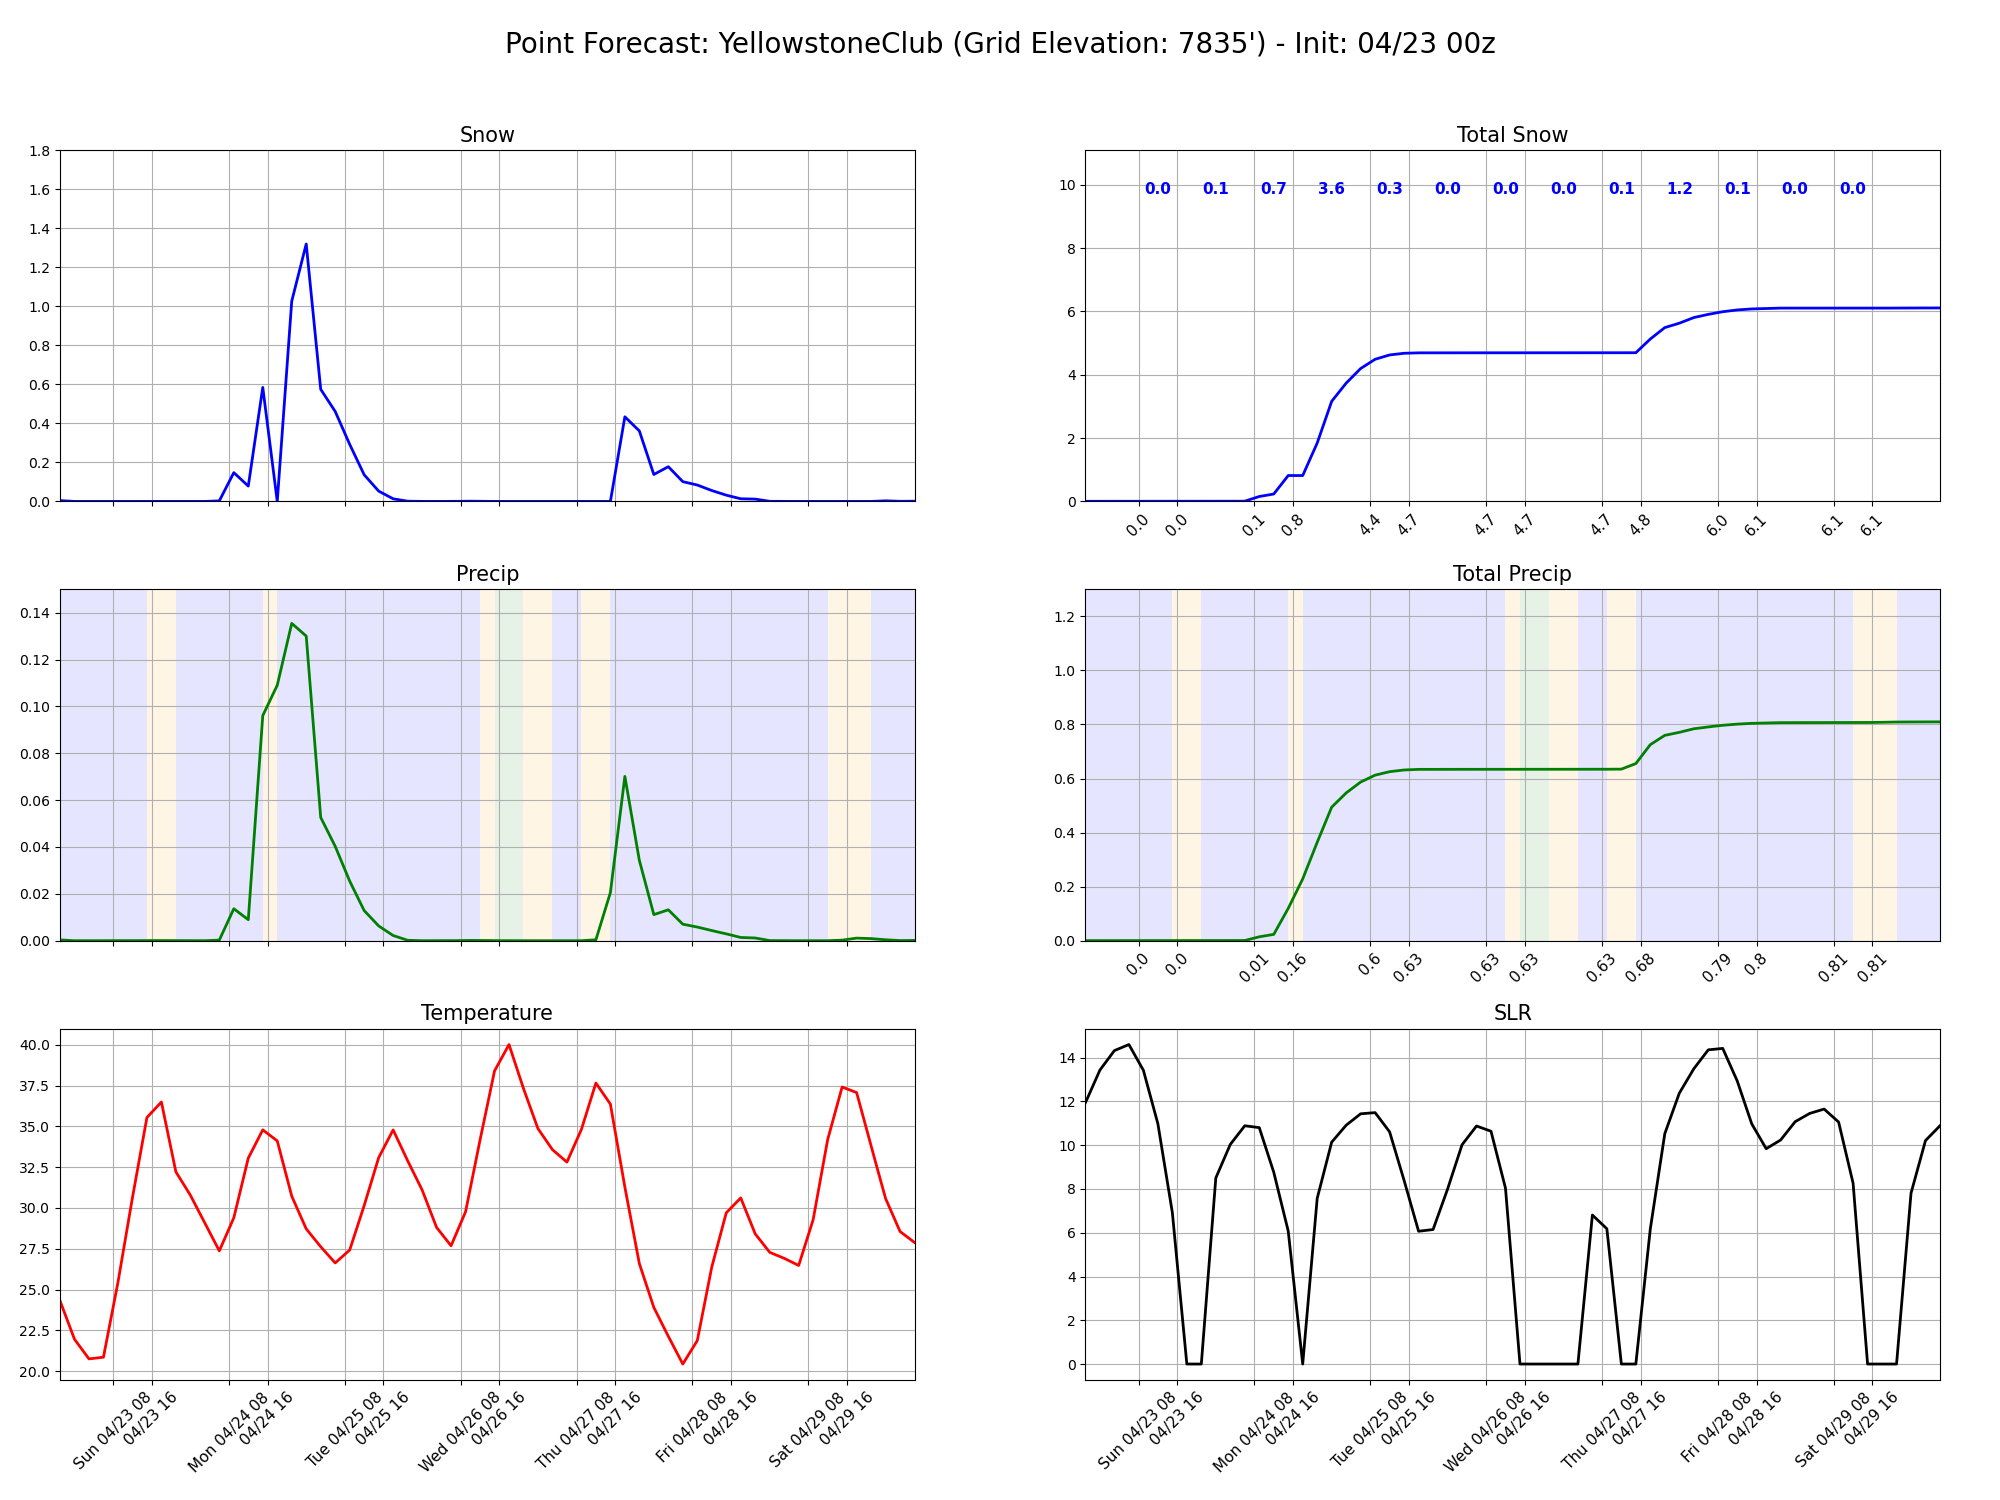 Point Forecast: YellowstoneClub (Grid Elevation: 7835') - Init: 04/23 00z
Snow
1.8
1.6
1.4
1.2
1.0
0.8
0.6
0.4
0.2
0.0
Total Snow
10
8
6
4
2
0
0.0 0.1 0.7 3.6 0.3 0.0 0.0 0.0 0.1 1.2 0.1 0.0 0.0
0.0 0.0 0.1 0.8 4.4 4.7 4.7 4.7 4.7 4.8 6.0 6.1 6.1 6.1
Precip
0.14
0.12
0.10
0.08
0.06
0.04
0.02
0.00
Total Precip
1.2
1.0
0.8
0.6
0.4
0.2
0.0
0.0 0.0 0.01 0.16 0.6 0.63 0.63 0.63 0.63 0.68 0.79 0.8 0.81 0.81
Temperature
40.0
37.5
35.0
32.5
30.0
27.5
25.0
22.5
20.0
Sun 04/23 08
04/23 16
Mon 04/24 08
04/24 16
Tue 04/25 08
04/25 16
Wed 04/26 08
04/26 16
Thu 04/27 08
04/27 16
Fri 04/28 08
04/28 16
Sat 04/29 08
04/29 16
SLR
14
12
10
8
6
4
2
0
Sun 04/23 08
04/23 16
Mon 04/24 08
04/24 16
Tue 04/25 08
04/25 16
Wed 04/26 08
04/26 16
Thu 04/27 08
04/27 16
Fri 04/28 08
04/28 16
Sat 04/29 08
04/29 16